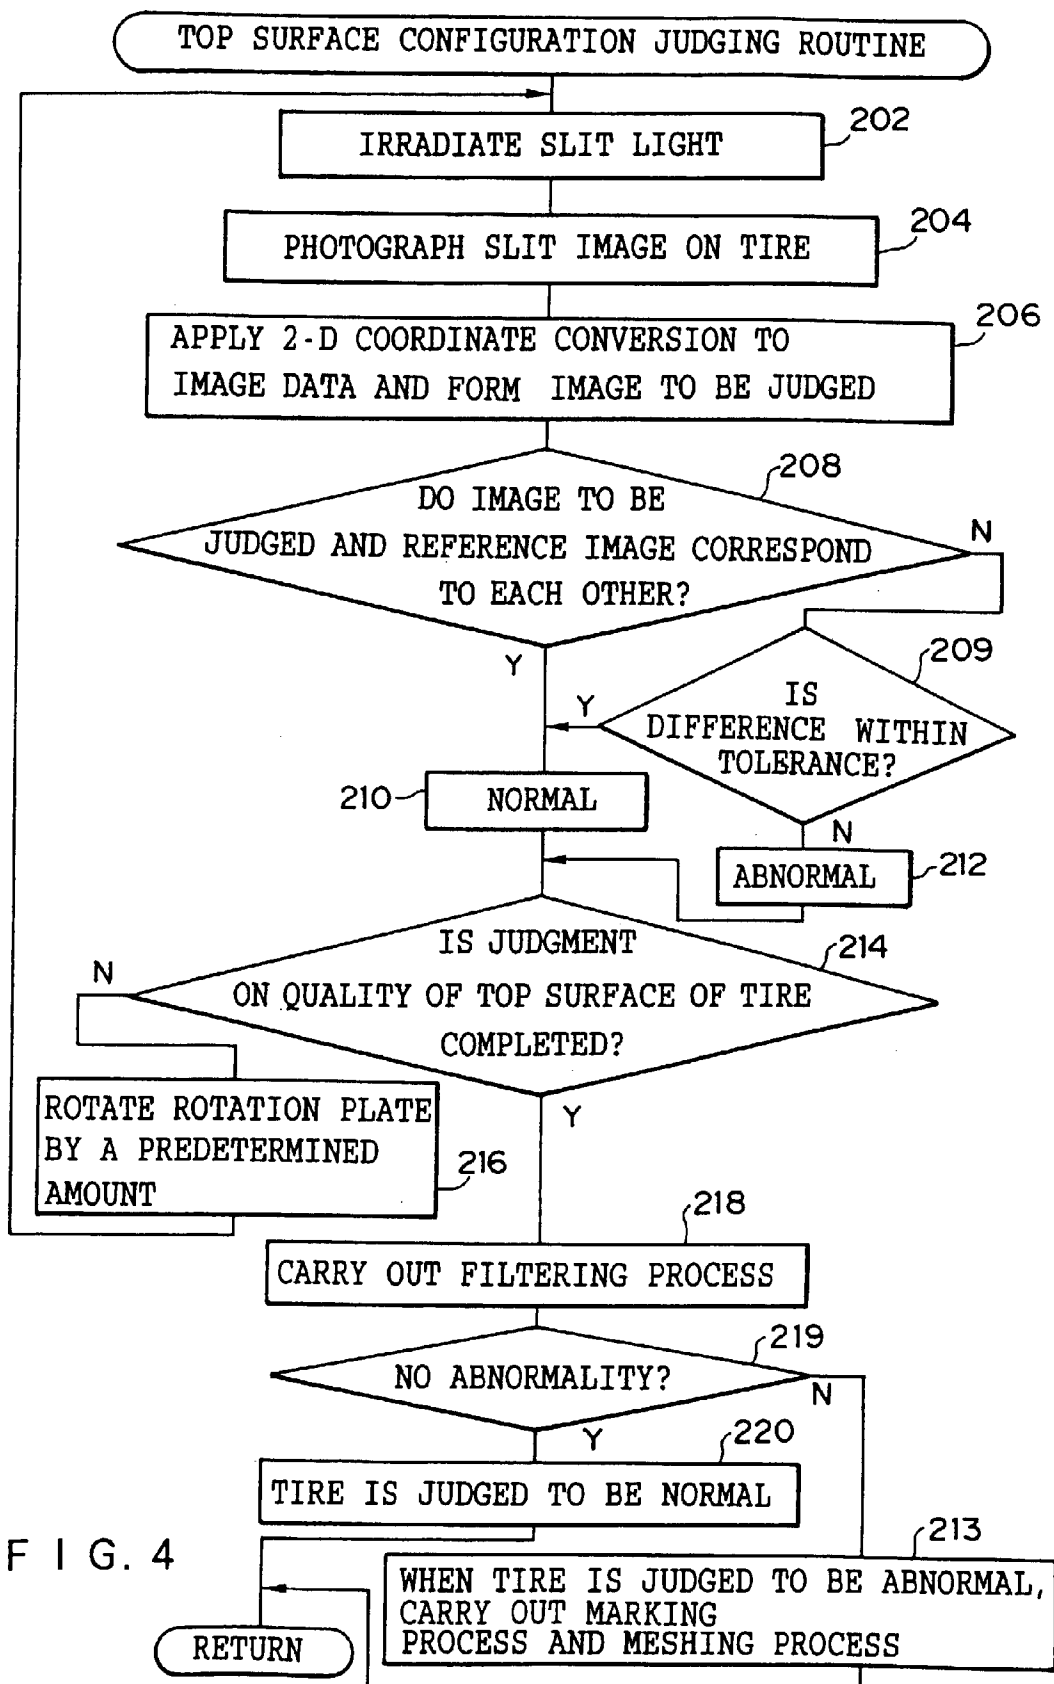 TOP SURFACE CONFIGURATION JUDGING ROUTINE
202
IRRADIATE SLIT LIGHT
204
PHOTOGRAPH SLIT IMAGE ON TIRE
206
APPLY 2-D COORDINATE CONVERSION TO
IMAGE DATA AND FORM IMAGE TO BE JUDGED
208
DO IMAGE TO BE
JUDGED AND REFERENCE IMAGE CORRESPOND
TO EACH OTHER?
N
Y
209
IS
DIFFERENCE WITHIN
TOLERANCE?
Y
N
210
NORMAL
ABNORMAL
212
214
IS JUDGMENT
ON QUALITY OF TOP SURFACE OF TIRE
COMPLETED?
N
Y
ROTATE ROTATION PLATE
BY A PREDETERMINED
AMOUNT
216
218
CARRY OUT FILTERING PROCESS
219
NO ABNORMALITY?
N
Y
220
TIRE IS JUDGED TO BE NORMAL
213
WHEN TIRE IS JUDGED TO BE ABNORMAL,
CARRY OUT MARKING
PROCESS AND MESHING PROCESS
FIG. 4
RETURN